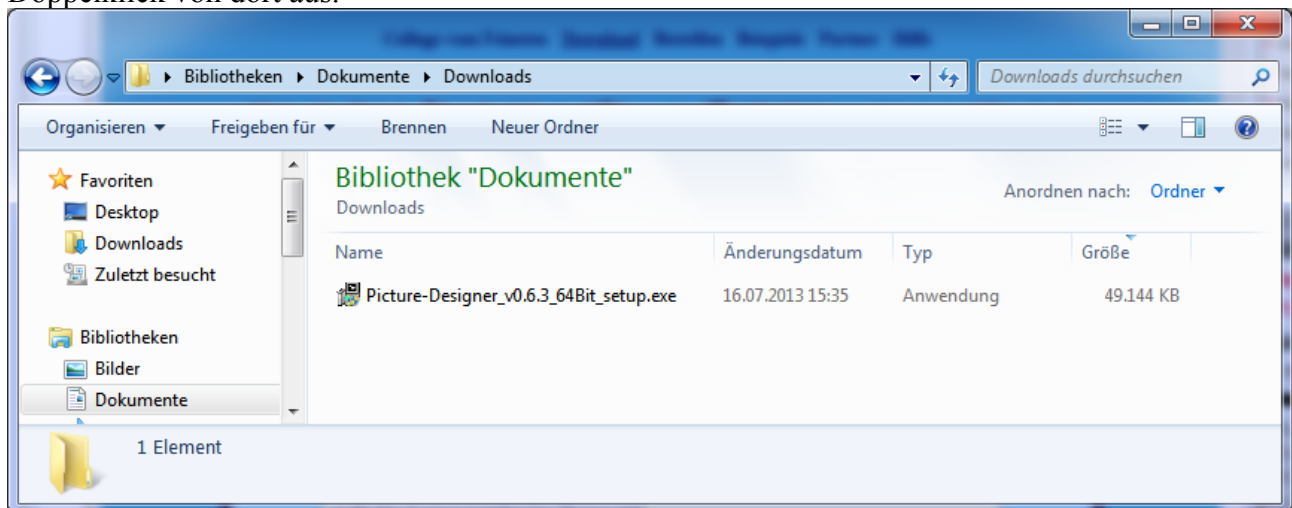 Doppelklick von dort aus.
Bibliotheken Dokumente Downloads
Downloads durchsuchen
Organisieren Freigeben für Brennen Neuer Ordner
Favoriten
Desktop
Downloads
Zuletzt besucht
Bibliotheken
Bilder
Dokumente
Bibliothek "Dokumente"
Downloads
Anordnen nach: Ordner
Name Änderungsdatum Typ Größe
Picture-Designer_v0.6.3_64Bit_setup.exe 16.07.2013 15:35 Anwendung 49.144 KB
1 Element